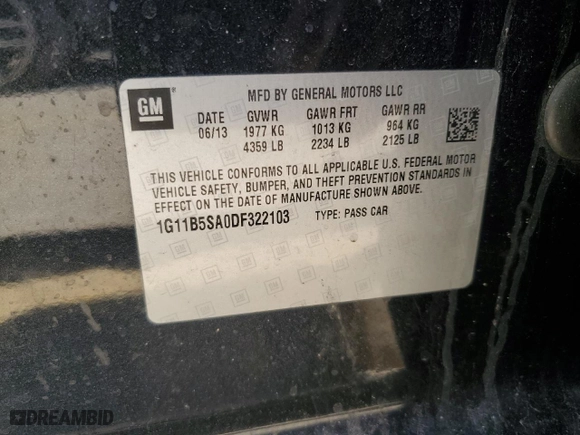 GM
MFD BY GENERAL MOTORS LLC
DATE GVWR GAWR FRT GAWR RR
06/13 1977 KG 1013 KG 964 KG
4359 LB 2234 LB 2125 LB
THIS VEHICLE CONFORMS TO ALL APPLICABLE U.S. FEDERAL MOTOR
VEHICLE SAFETY, BUMPER, AND THEFT PREVENTION STANDARDS IN
EFFECT ON THE DATE OF MANUFACTURE SHOWN ABOVE.
1G11B5SA0DF322103 TYPE: PASS CAR
DREAMBID